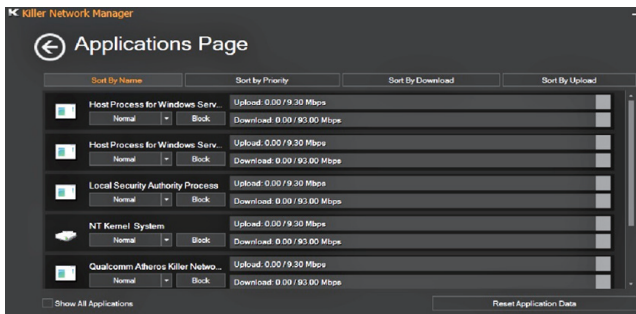 Killer Network Manager
Applications Page
Sort By Name Sort by Priority Sort By Download Sort By Upload
Host Process for Windows Serv... Upload: 0.00 / 9.30 Mbps
Normal Block Download: 0.00 / 93.00 Mbps
Host Process for Windows Serv... Upload: 0.00 / 9.30 Mbps
Normal Block Download: 0.00 / 93.00 Mbps
Local Security Authority Process Upload: 0.00 / 9.30 Mbps
Normal Block Download: 0.00 / 93.00 Mbps
NT Kernel System Upload: 0.00 / 9.30 Mbps
Normal Block Download: 0.00 / 93.00 Mbps
Qualcomm Atheros Killer Netwo... Upload: 0.00 / 9.30 Mbps
Normal Block Download: 0.00 / 93.00 Mbps
Show All Applications Reset Application Data